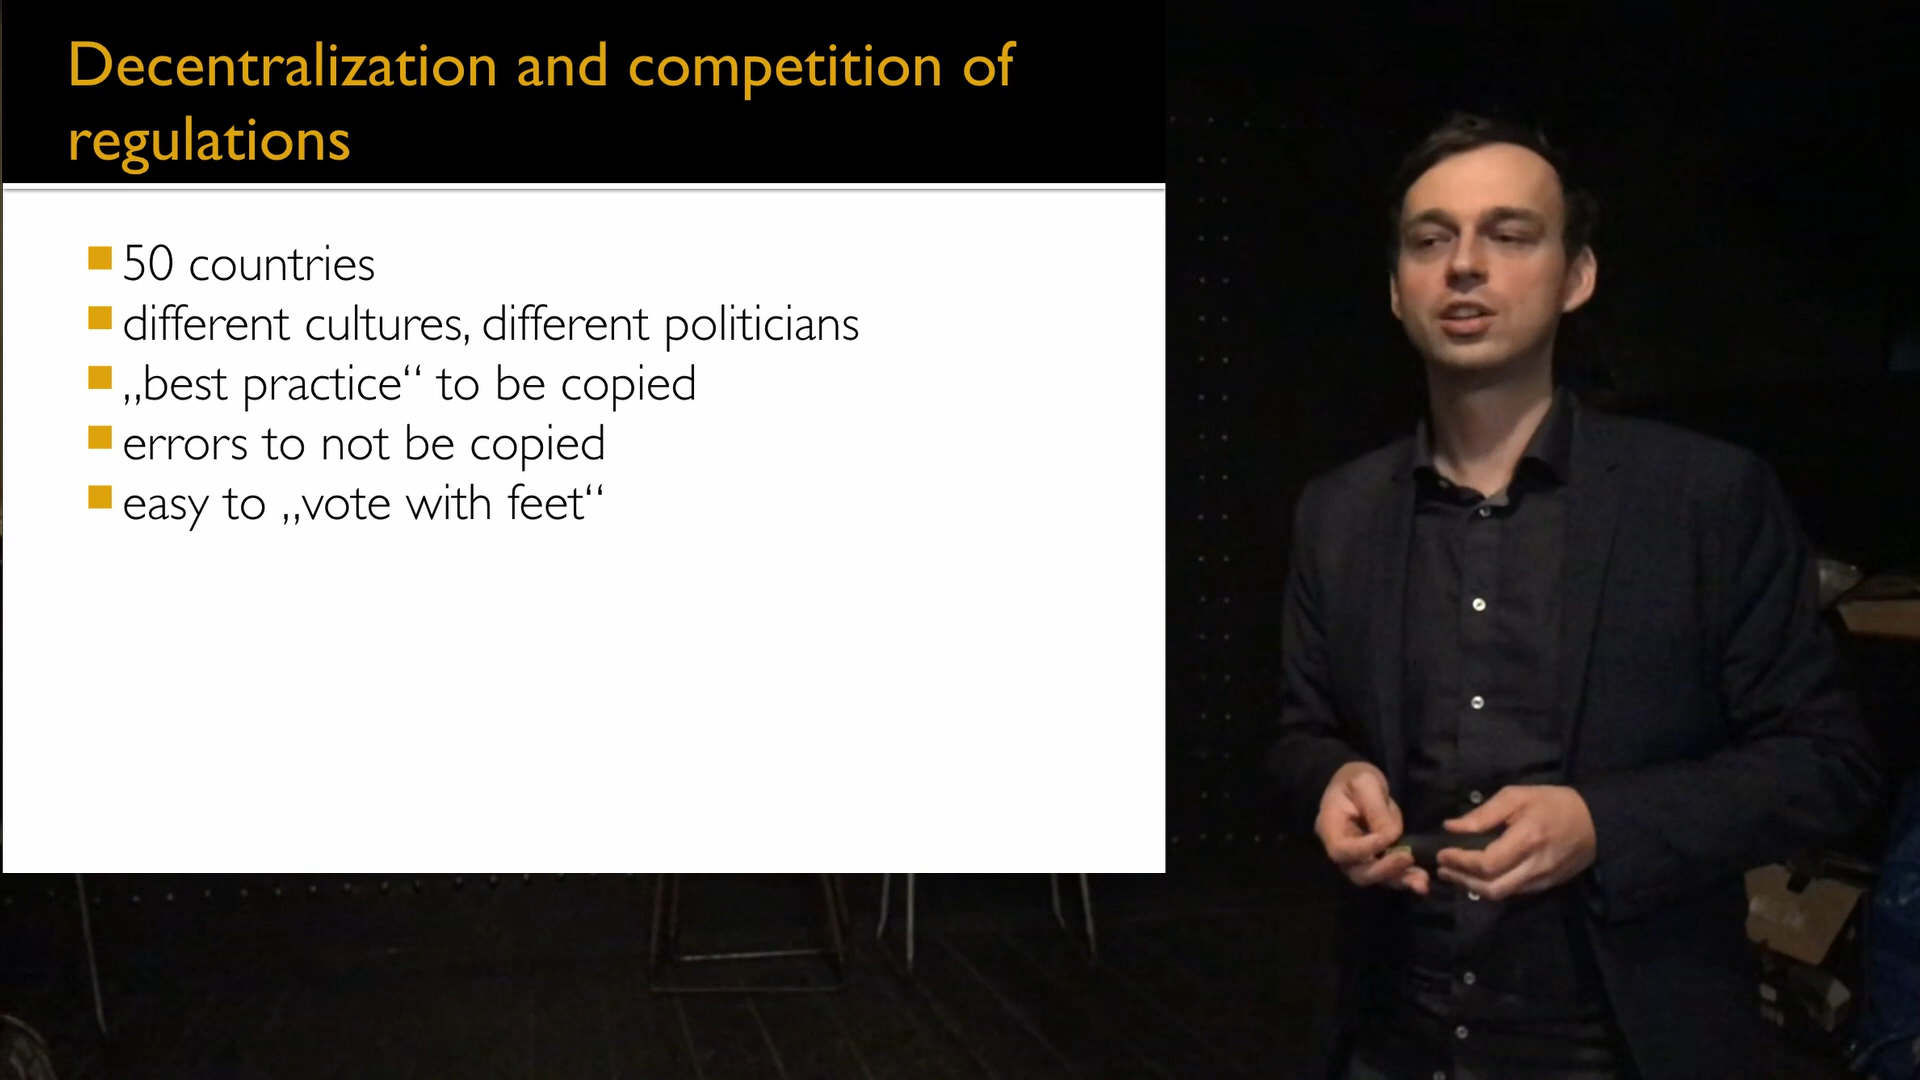 Decentralization and competition of
regulations
50 countries
different cultures, different politicians
„best practice“ to be copied
errors to not be copied
easy to „vote with feet“